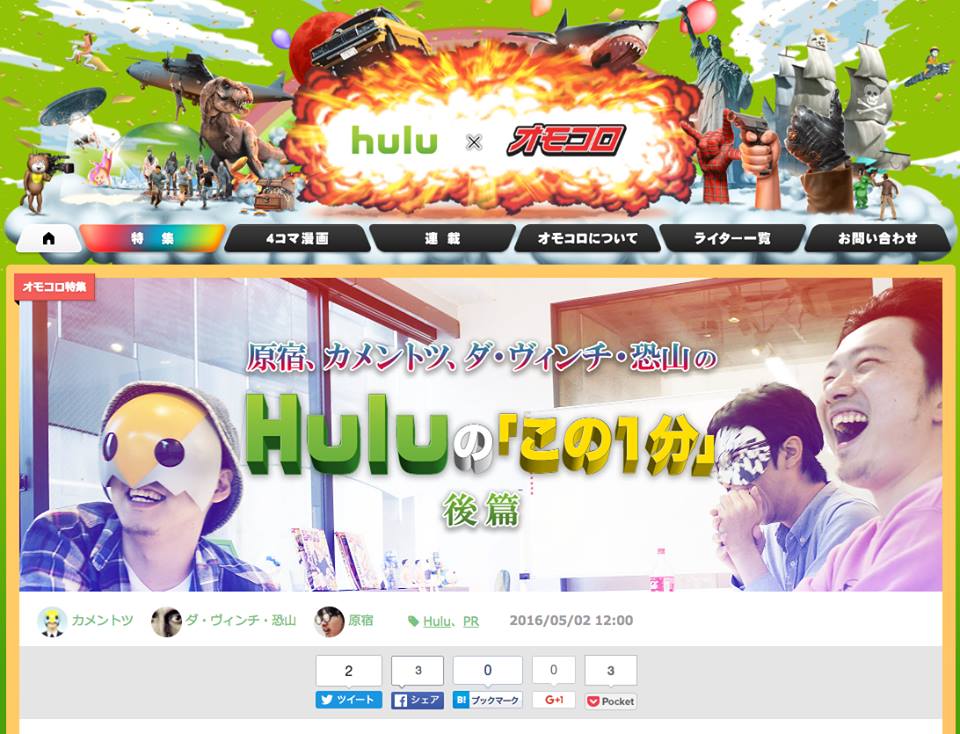 hulu × オモコロ
特集 4コマ漫画 連載 オモコロについて ライター一覧 お問い合わせ
オモコロ特集
原宿、カメントツ、ダ・ヴィンチ・恐山の
Huluの「この1分」
後篇
カメントツ ダ・ヴィンチ・恐山 原宿 Hulu、PR 2016/05/02 12:00
2 3 0 0 3
ツイート シェア B! ブックマーク G+1 Pocket